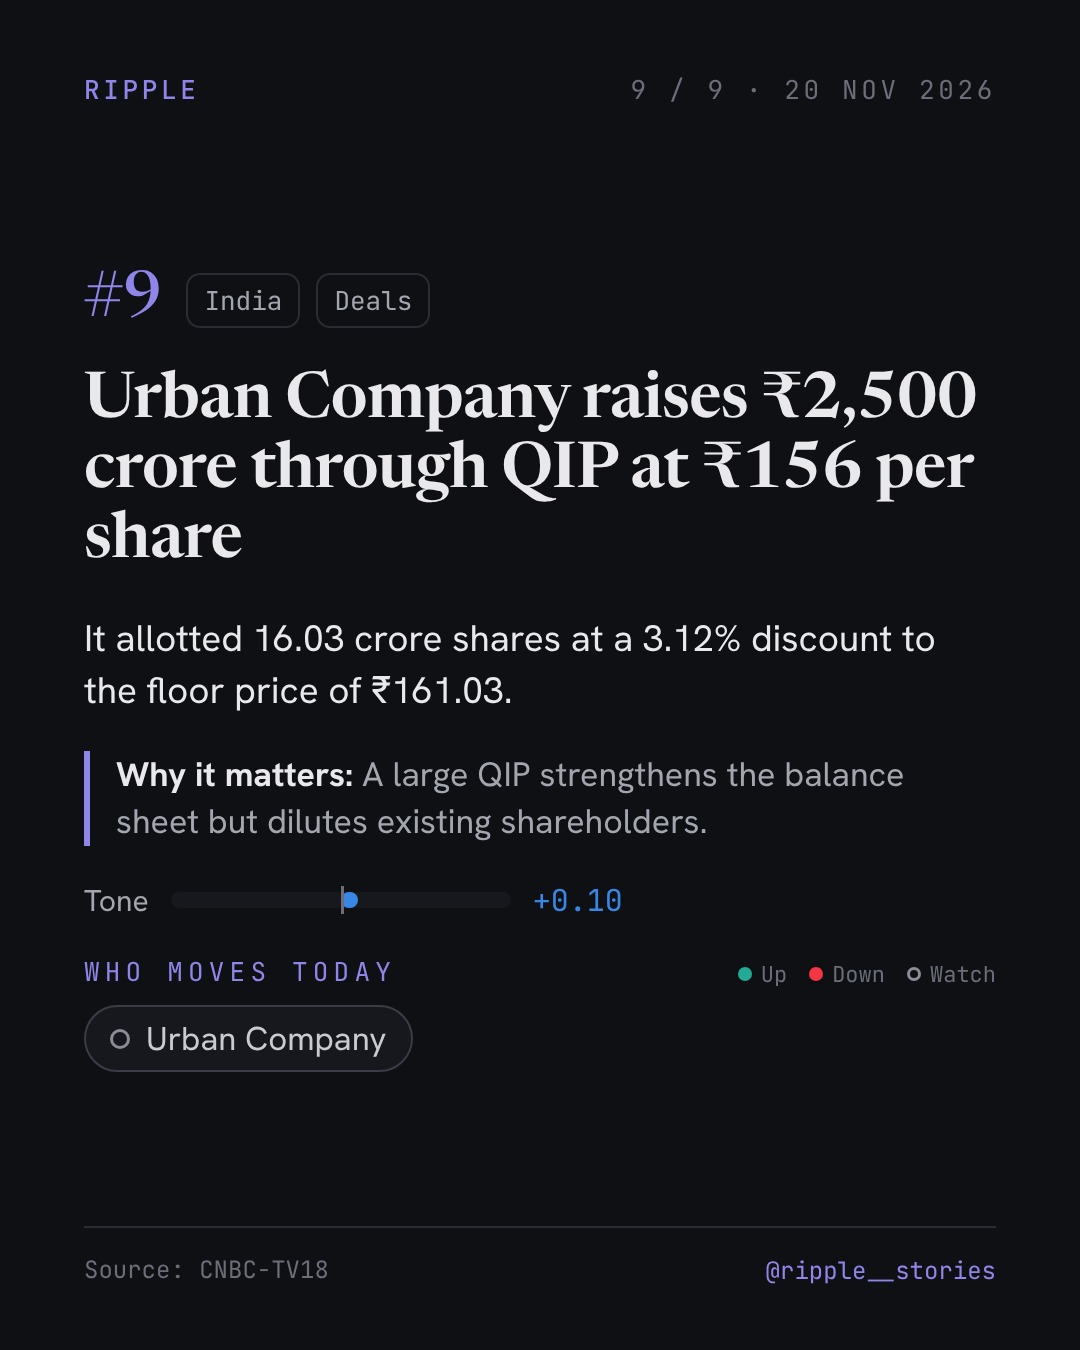 RIPPLE
9 / 9 · 20 NOV 2026
#9
India
Deals
Urban Company raises ₹2,500
crore through QIP at ₹156 per
share
It allotted 16.03 crore shares at a 3.12% discount to
the floor price of ₹161.03.
Why it matters: A large QIP strengthens the balance
sheet but dilutes existing shareholders.
Tone
+0.10
WHO MOVES TODAY
Up
Down
Watch
Urban Company
Source: CNBC-TV18
@ripple__stories